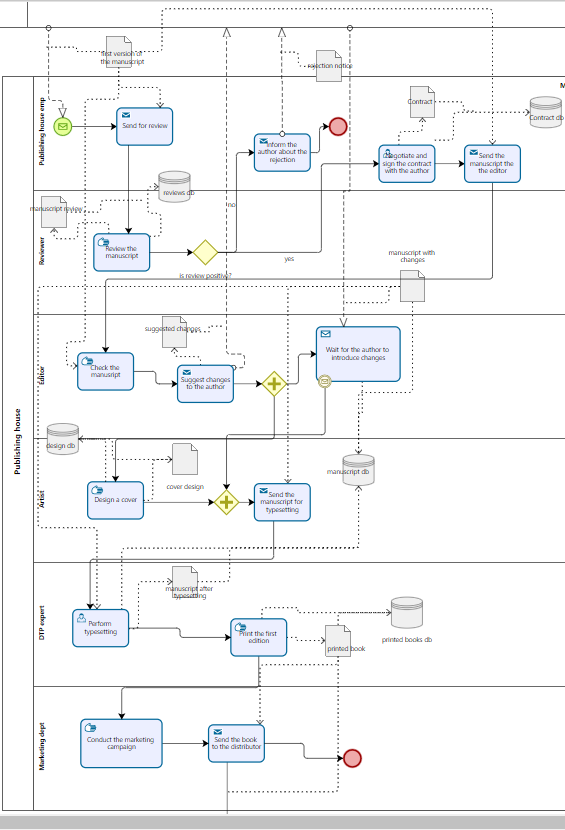 first version of
the manuscript
rejection notice
M
Publishing house emp
Send for review
Inform the
author about the
rejection
Contract
Contract db
Negotiate and
sign the contract
with the author
Send the
manuscript the
the editor
reviews db
manuscript review
no
Reviewer
Review the
manuscript
yes
is review positive?
manuscript with
changes
suggested changes
Editor
Check the
manusript
Suggest changes
to the author
Wait for the author to
introduce changes
Publishing house
design db
cover design
manuscript db
Artist
Design a cover
Send the
manuscript for
typesetting
manuscript after
typesetting
DTP expert
Perform
typesetting
Print the first
edition
printed book
printed books db
Marketing dept
Conduct the marketing
campaign
Send the book
to the distributor